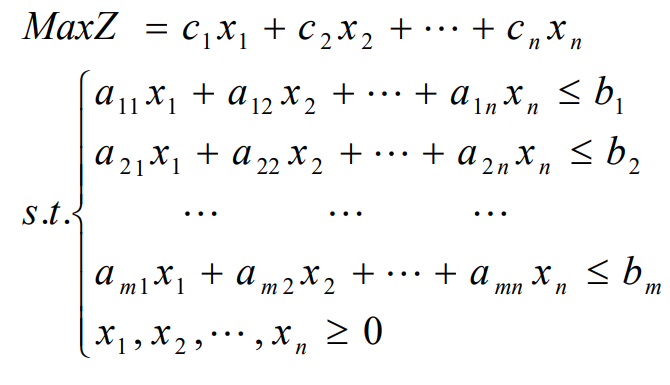 MaxZ = c₁x₁ + c₂x₂ + ⋯ + cₙxₙ
a₁₁x₁ + a₁₂x₂ + ⋯ + a₁ₙxₙ ≤ b₁
a₂₁x₁ + a₂₂x₂ + ⋯ + a₂ₙxₙ ≤ b₂
s.t. { ⋯ ⋯ ⋯
aₘ₁x₁ + aₘ₂x₂ + ⋯ + aₘₙxₙ ≤ bₘ
x₁, x₂, ⋯, xₙ ≥ 0